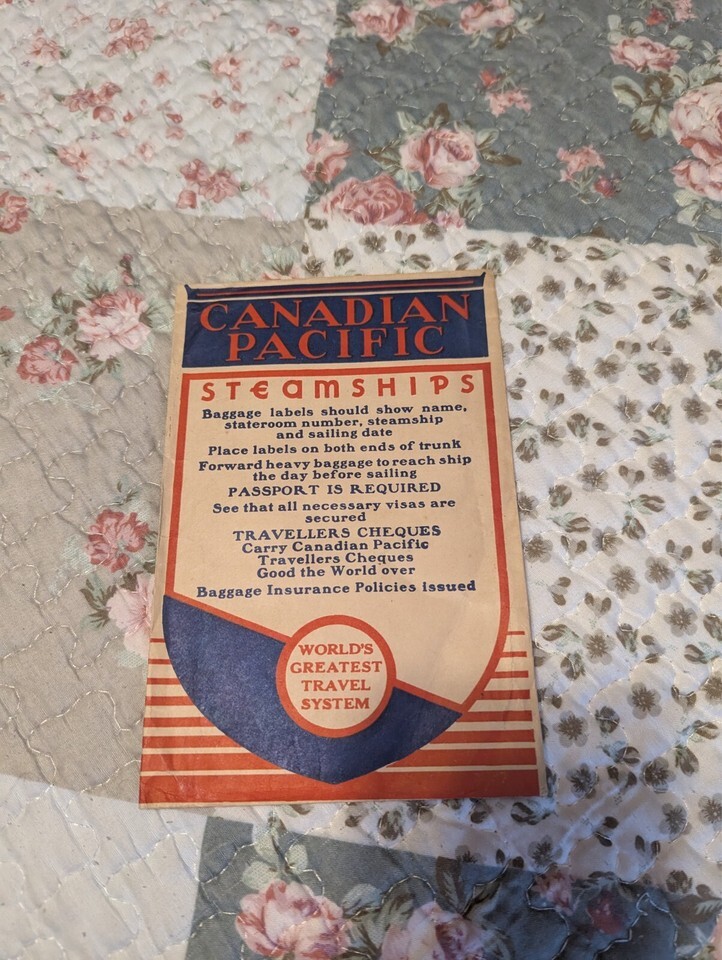 CANADIAN
PACIFIC
STEAMSHIPS
Baggage labels should show name,
stateroom number, steamship
and sailing date
Place labels on both ends of trunk
Forward heavy baggage to reach ship
the day before sailing
PASSPORT IS REQUIRED
See that all necessary visas are
secured
TRAVELLERS CHEQUES
Carry Canadian Pacific
Travellers Cheques
Good the World over
Baggage Insurance Policies issued
WORLD'S
GREATEST
TRAVEL
SYSTEM